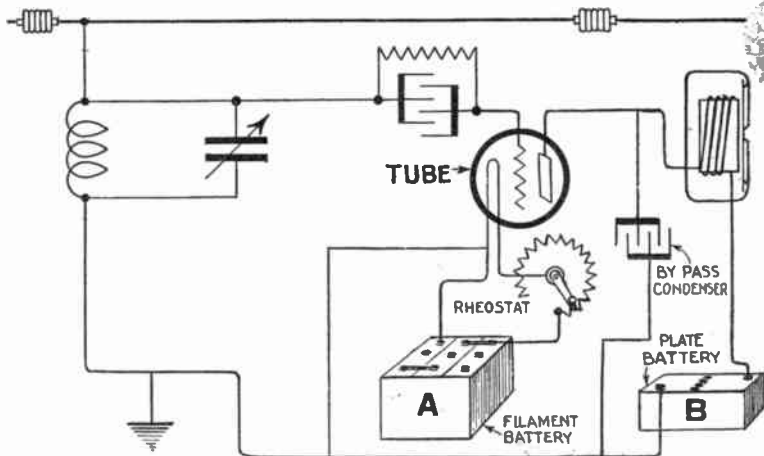 TUBE
BY PASS
CONDENSER
RHEOSTAT
PLATE
BATTERY
A
B
FILAMENT
BATTERY